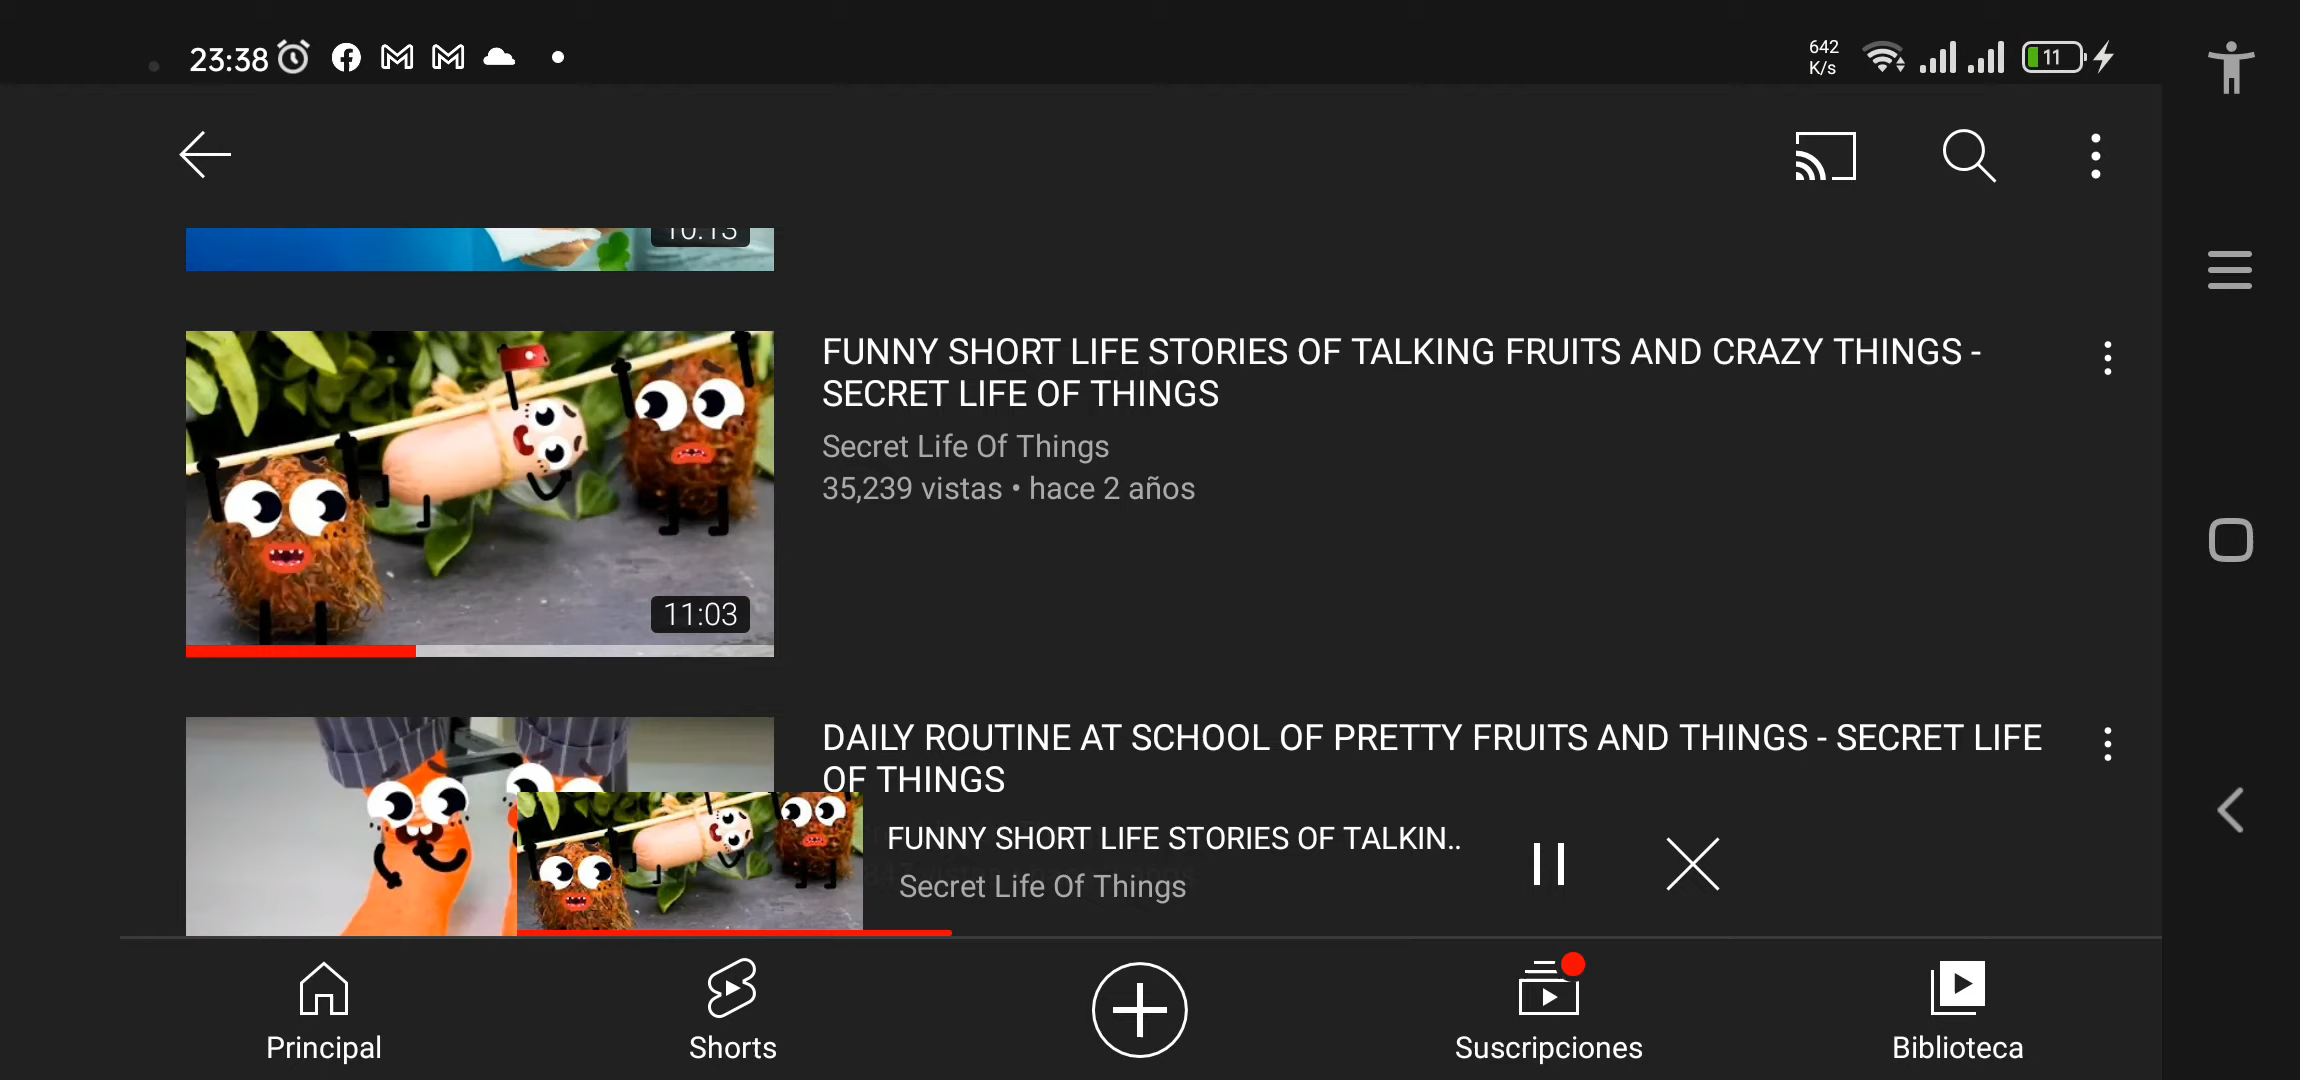 23:38
642
K/s
11
10:13
FUNNY SHORT LIFE STORIES OF TALKING FRUITS AND CRAZY THINGS -
SECRET LIFE OF THINGS
Secret Life Of Things
35,239 vistas • hace 2 años
11:03
DAILY ROUTINE AT SCHOOL OF PRETTY FRUITS AND THINGS - SECRET LIFE
OF THINGS
FUNNY SHORT LIFE STORIES OF TALKIN..
Secret Life Of Things
Principal
Shorts
Suscripciones
Biblioteca